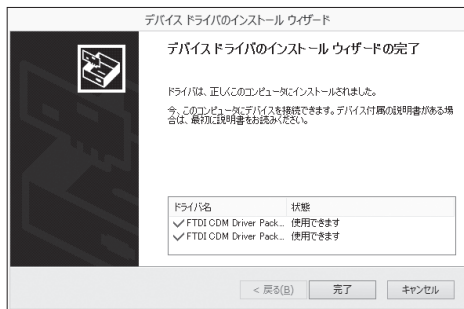 デバイス ドライバのインストール ウィザード
デバイス ドライバのインストール ウィザードの完了
ドライバは、正しくこのコンピュータにインストールされました。
今、このコンピュータにデバイスを接続できます。デバイス付属の説明書がある場
合は、最初に説明書をお読みください。
ドライバ名 状態
FTDI CDM Driver Pack... 使用できます
FTDI CDM Driver Pack... 使用できます
< 戻る(B) 完了 キャンセル